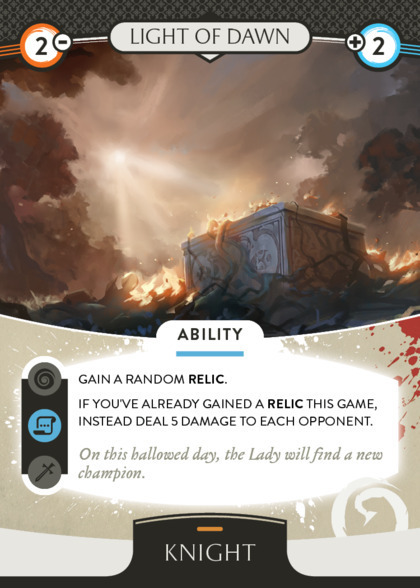 LIGHT OF DAWN
2 -
+ 2
ABILITY
GAIN A RANDOM RELIC.
IF YOU'VE ALREADY GAINED A RELIC THIS GAME,
INSTEAD DEAL 5 DAMAGE TO EACH OPPONENT.
On this hallowed day, the Lady will find a new
champion.
KNIGHT